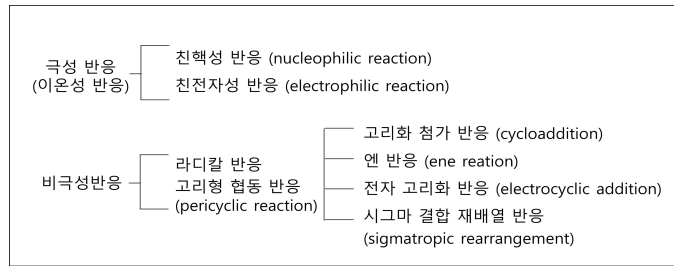 극성 반응
(이온성 반응)
친핵성 반응 (nucleophilic reaction)
친전자성 반응 (electrophilic reaction)
비극성반응
라디칼 반응
고리형 협동 반응
(pericyclic reaction)
고리화 첨가 반응 (cycloaddition)
엔 반응 (ene reation)
전자 고리화 반응 (electrocyclic addition)
시그마 결합 재배열 반응
(sigmatropic rearrangement)